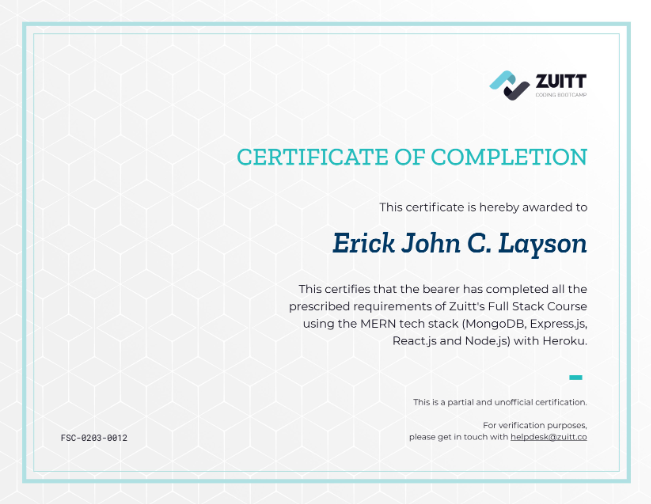 ZUITT
CODING BOOTCAMP
CERTIFICATE OF COMPLETION
This certificate is hereby awarded to
Erick John C. Layson
This certifies that the bearer has completed all the
prescribed requirements of Zuitt's Full Stack Course
using the MERN tech stack (MongoDB, Express.js,
React.js and Node.js) with Heroku.
This is a partial and unofficial certification.
For verification purposes,
please get in touch with helpdesk@zuitt.co
FSC-0203-0012